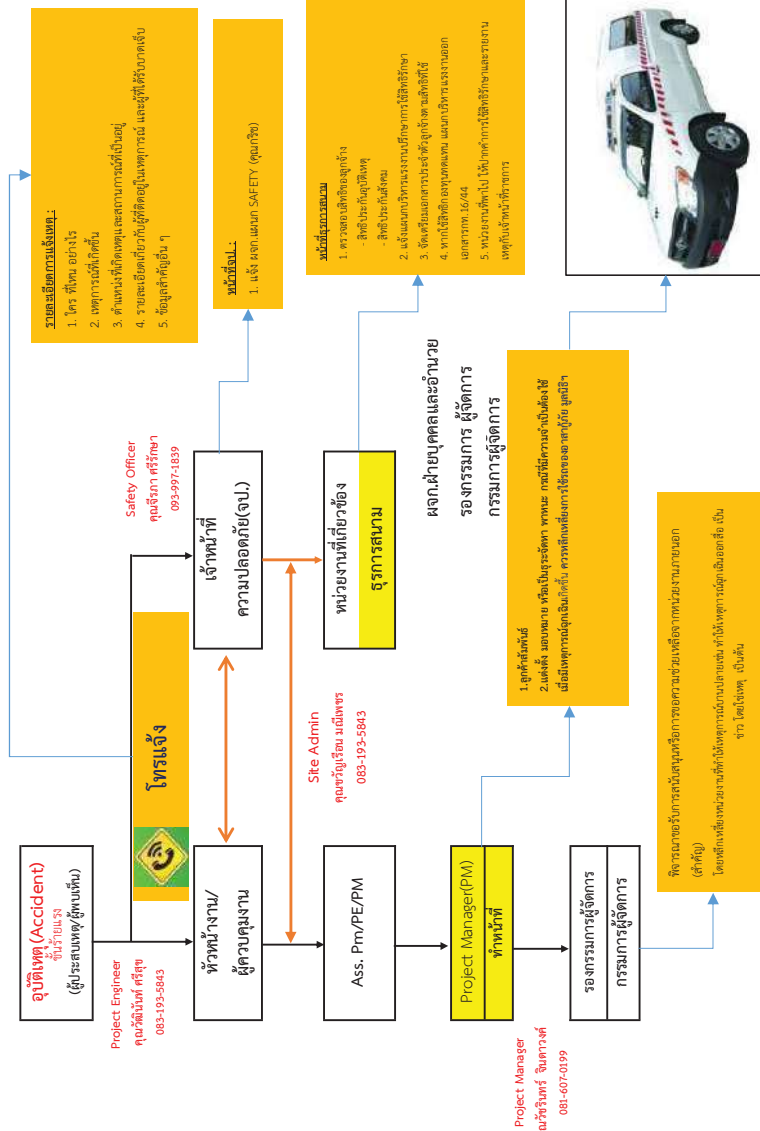 อุบัติเหตุ(Accident)
ขั้นร้ายแรง
(ผู้ประสบเหตุ/ผู้พบเห็น)
โทรแจ้ง
รายละเอียดการแจ้งเหตุ :
1. ใคร ที่ไหน อย่างไร
2. เหตุการณ์ที่เกิดขึ้น
3. ตำแหน่งที่เกิดเหตุและสถานการณ์ที่เป็นอยู่
4. รายละเอียดเกี่ยวกับผู้ที่ติดอยู่ในเหตุการณ์ และผู้ที่ได้รับบาดเจ็บ
5. ข้อมูลสำคัญอื่น ๆ
Project Engineer
คุณวัฒินันท์ ศรีสุข
083-193-5843
Safety Officer
คุณจิรภา ศรีรักษา
093-997-1839
หัวหน้างาน/
ผู้ควบคุมงาน
เจ้าหน้าที่
ความปลอดภัย(จป.)
หน้าที่จป. :
1. แจ้ง ผจก.แผนก SAFETY (คุณกริช)
Site Admin
คุณขวัญเรือน มณีเพชร
083-193-5843
Ass. Pm/PE/PM
หน่วยงานที่เกี่ยวข้อง
ธุรการสนาม
หน้าที่ธุรการสนาม
1. ตรวจสอบสิทธิของลูกจ้าง
- สิทธิประกันอุบัติเหตุ
- สิทธิประกันสังคม
2. แจ้งแผนกบริหารแรงงานปรึกษาการใช้สิทธิรักษา
3. จัดเตรียมเอกสารประจำตัวลูกจ้างตามสิทธิที่ใช้
4. หากใช้สิทธิกองทุนทดแทน แผนกบริหารแรงงานออก
เอกสารกท.16/44
5. หน่วยงานที่พาไป ให้ปากคำการใช้สิทธิรักษาและรายงาน
เหตุกับเจ้าหน้าที่ราชการ
ผจก.ฝ่ายบุคคลและอำนวย
รองกรรมการ ผู้จัดการ
กรรมการผู้จัดการ
Project Manager(PM)
ทำหน้าที่
1.ลูกค้าสัมพันธ์
2.แต่งตั้ง มอบหมาย หรือเป็นธุระจัดหา พาหนะ กรณีที่มีความจำเป็นต้องใช้
เมื่อมีเหตุการณ์ฉุกเฉินเกิดขึ้น ควรหลีกเลี่ยงการใช้รถของอาสากู้ภัย มูลนิธิฯ
Project Manager
ณวัชรินทร์ จินดาวงค์
081-607-0199
รองกรรมการผู้จัดการ
กรรมการผู้จัดการ
พิจารณาขอรับการสนับสนุนหรือการขอความช่วยเหลือจากหน่วยงานภายนอก
(สำคัญ)
โดยหลีกเลี่ยงหน่วยงานที่ทำให้เหตุการณ์บานปลายเช่น ทำให้เหตุการณ์ฉุกเฉินออกสื่อ เป็น
ข่าว โดยใช่เหตุ เป็นต้น